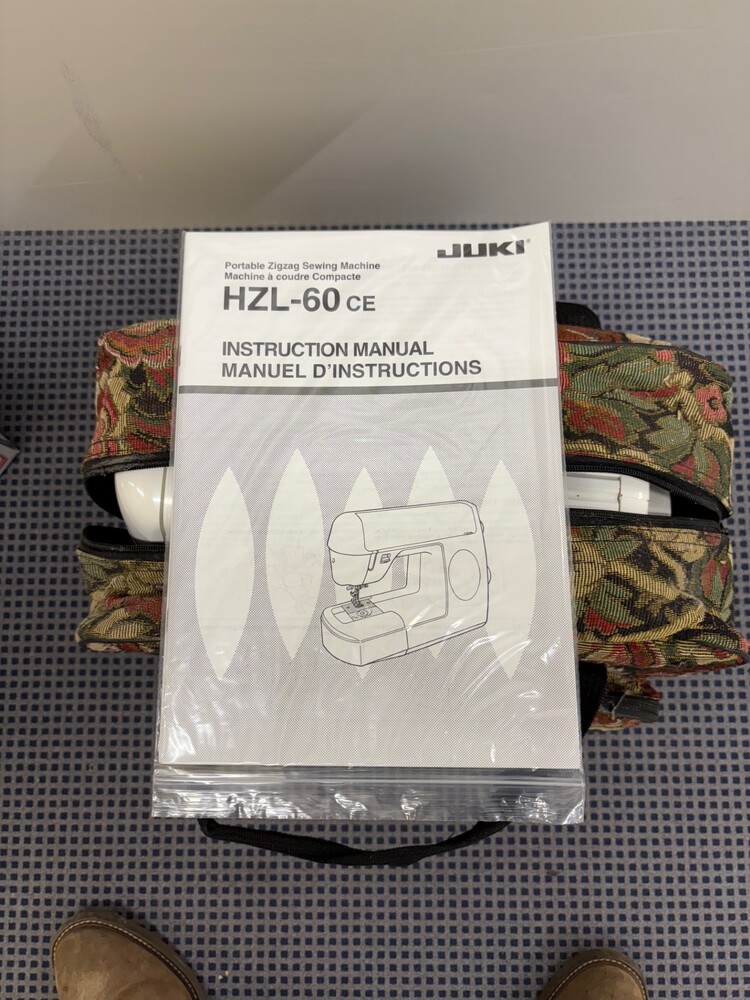 JUKI
Portable Zigzag Sewing Machine
Machine à coudre Compacte
HZL-60 CE
INSTRUCTION MANUAL
MANUEL D'INSTRUCTIONS